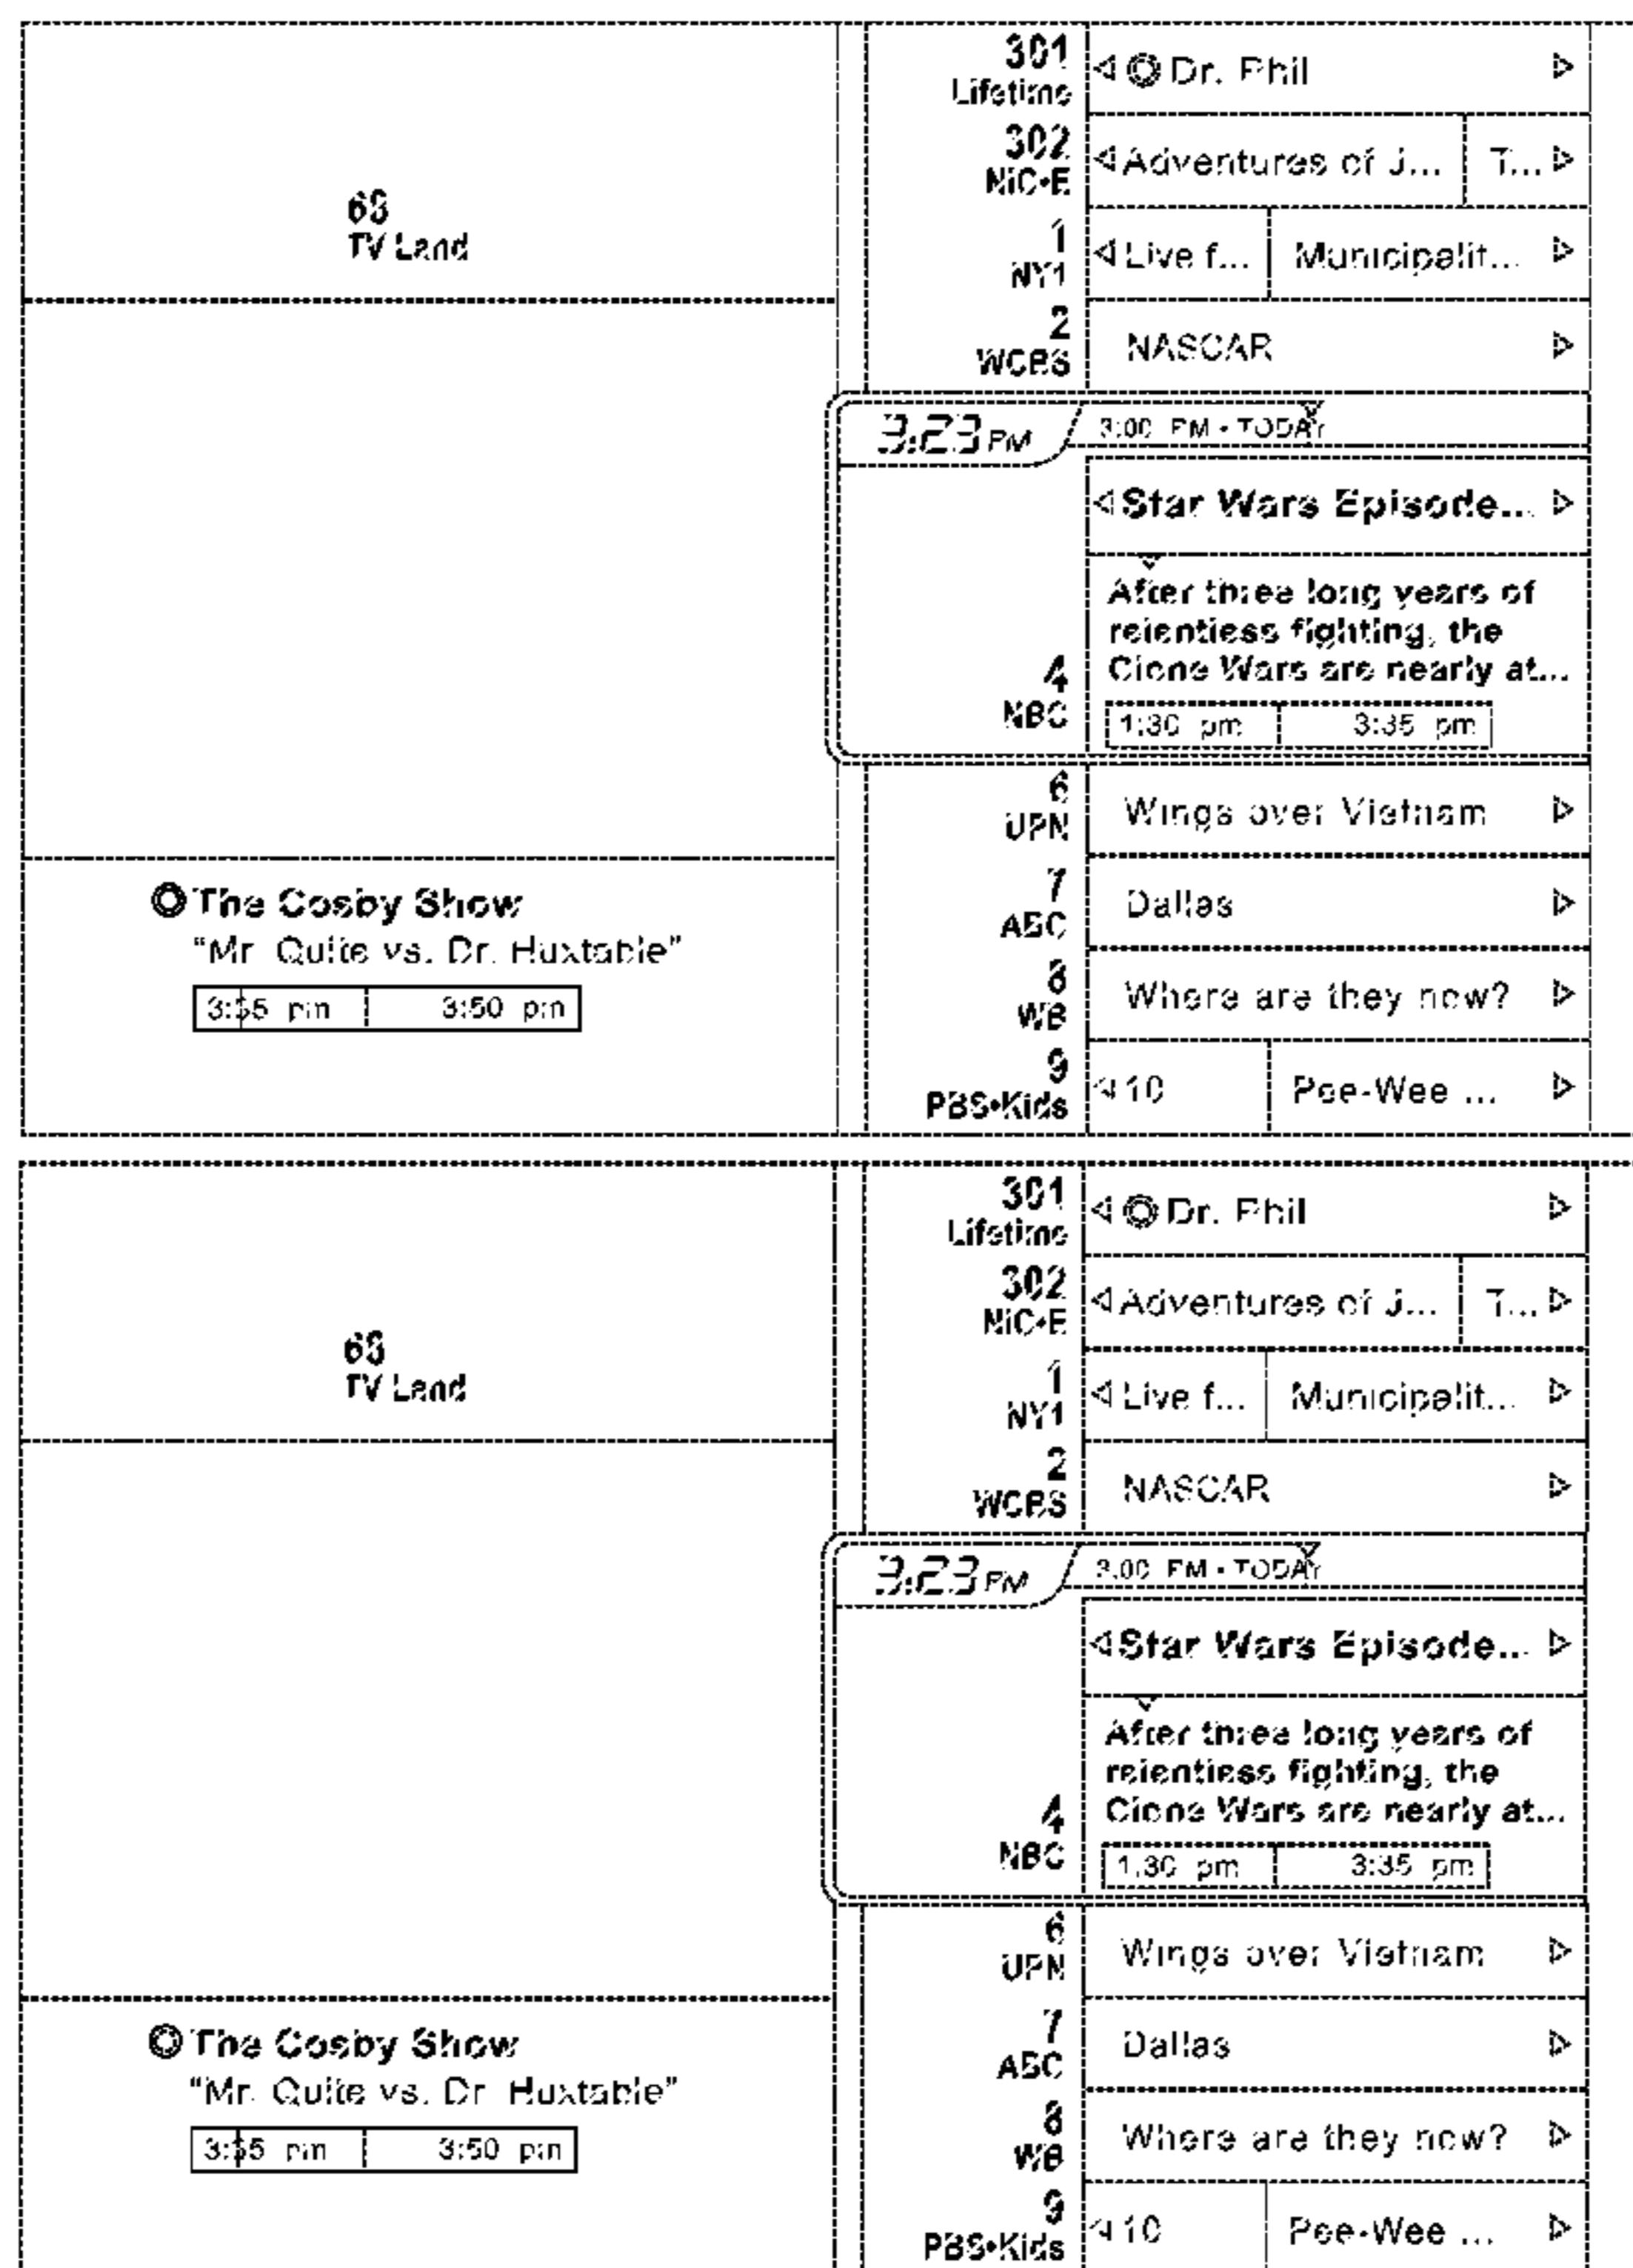 68
TV Land
The Cosby Show
"Mr. Quite vs. Dr. Huxtable"
pm 3:50 pm
301
Lifetime
Dr. Phil
302
NIC•E
Adventures of J... T...
1
NY1
Live f... Municipalit...
2
WCBS
NASCAR
3:23 PM 3:00 PM • TODAY
Star Wars Episode...
After three long years of
relentless fighting, the
Clone Wars are nearly at...
4
NBC
1:30 pm 3:35 pm
6
UPN
Wings over Vietnam
7
ABC
Dallas
8
WB
Where are they now?
9
PBS•Kids
10 Pee-Wee ...
68
TV Land
The Cosby Show
"Mr. Quite vs. Dr. Huxtable"
pm 3:50 pm
301
Lifetime
Dr. Phil
302
NIC•E
Adventures of J... T...
1
NY1
Live f... Municipalit...
2
WCBS
NASCAR
3:23 PM 3:00 PM • TODAY
Star Wars Episode...
After three long years of
relentless fighting, the
Clone Wars are nearly at...
4
NBC
1:30 pm 3:35 pm
6
UPN
Wings over Vietnam
7
ABC
Dallas
8
WB
Where are they now?
9
PBS•Kids
10 Pee-Wee ...